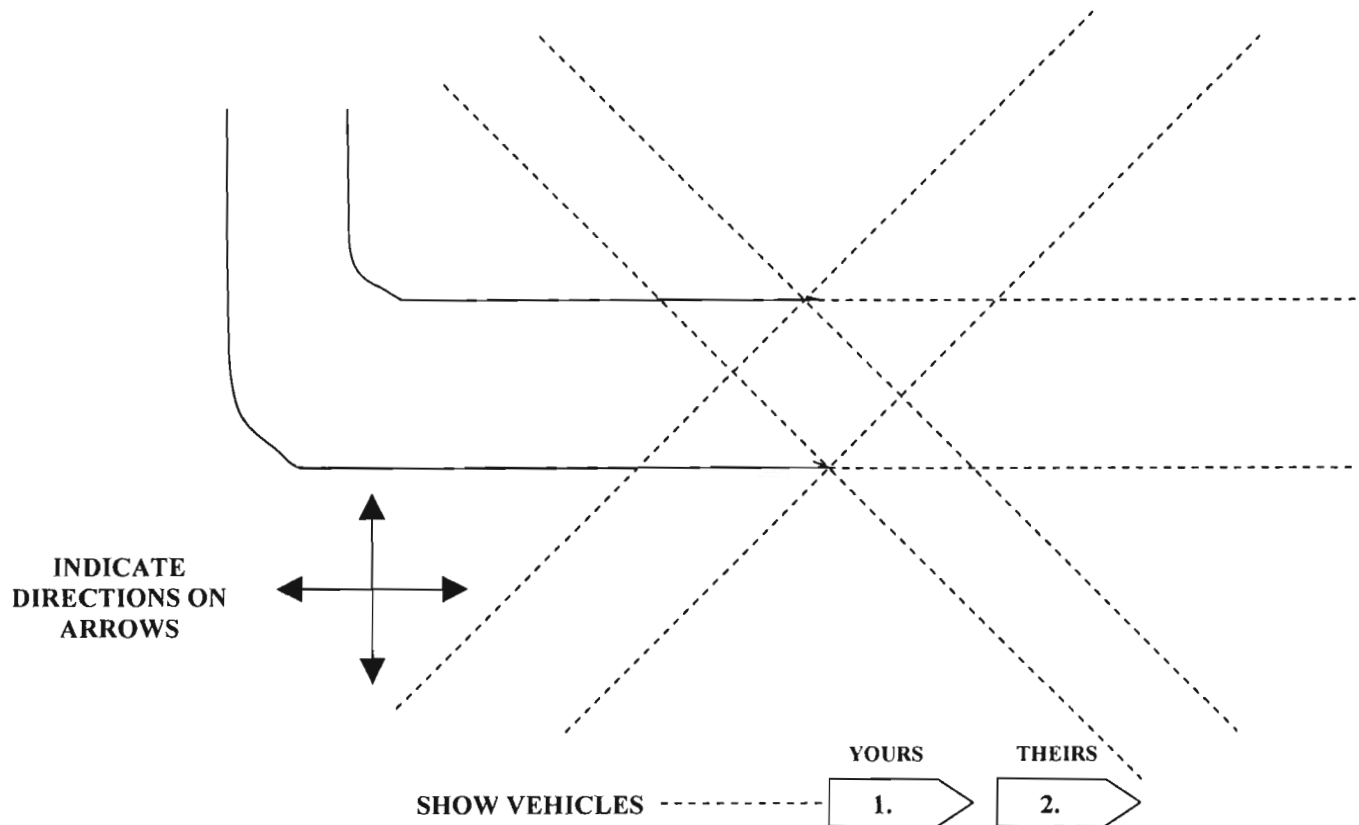 INDICATE
DIRECTIONS ON
ARROWS
YOURS THEIRS
SHOW VEHICLES 1. 2.